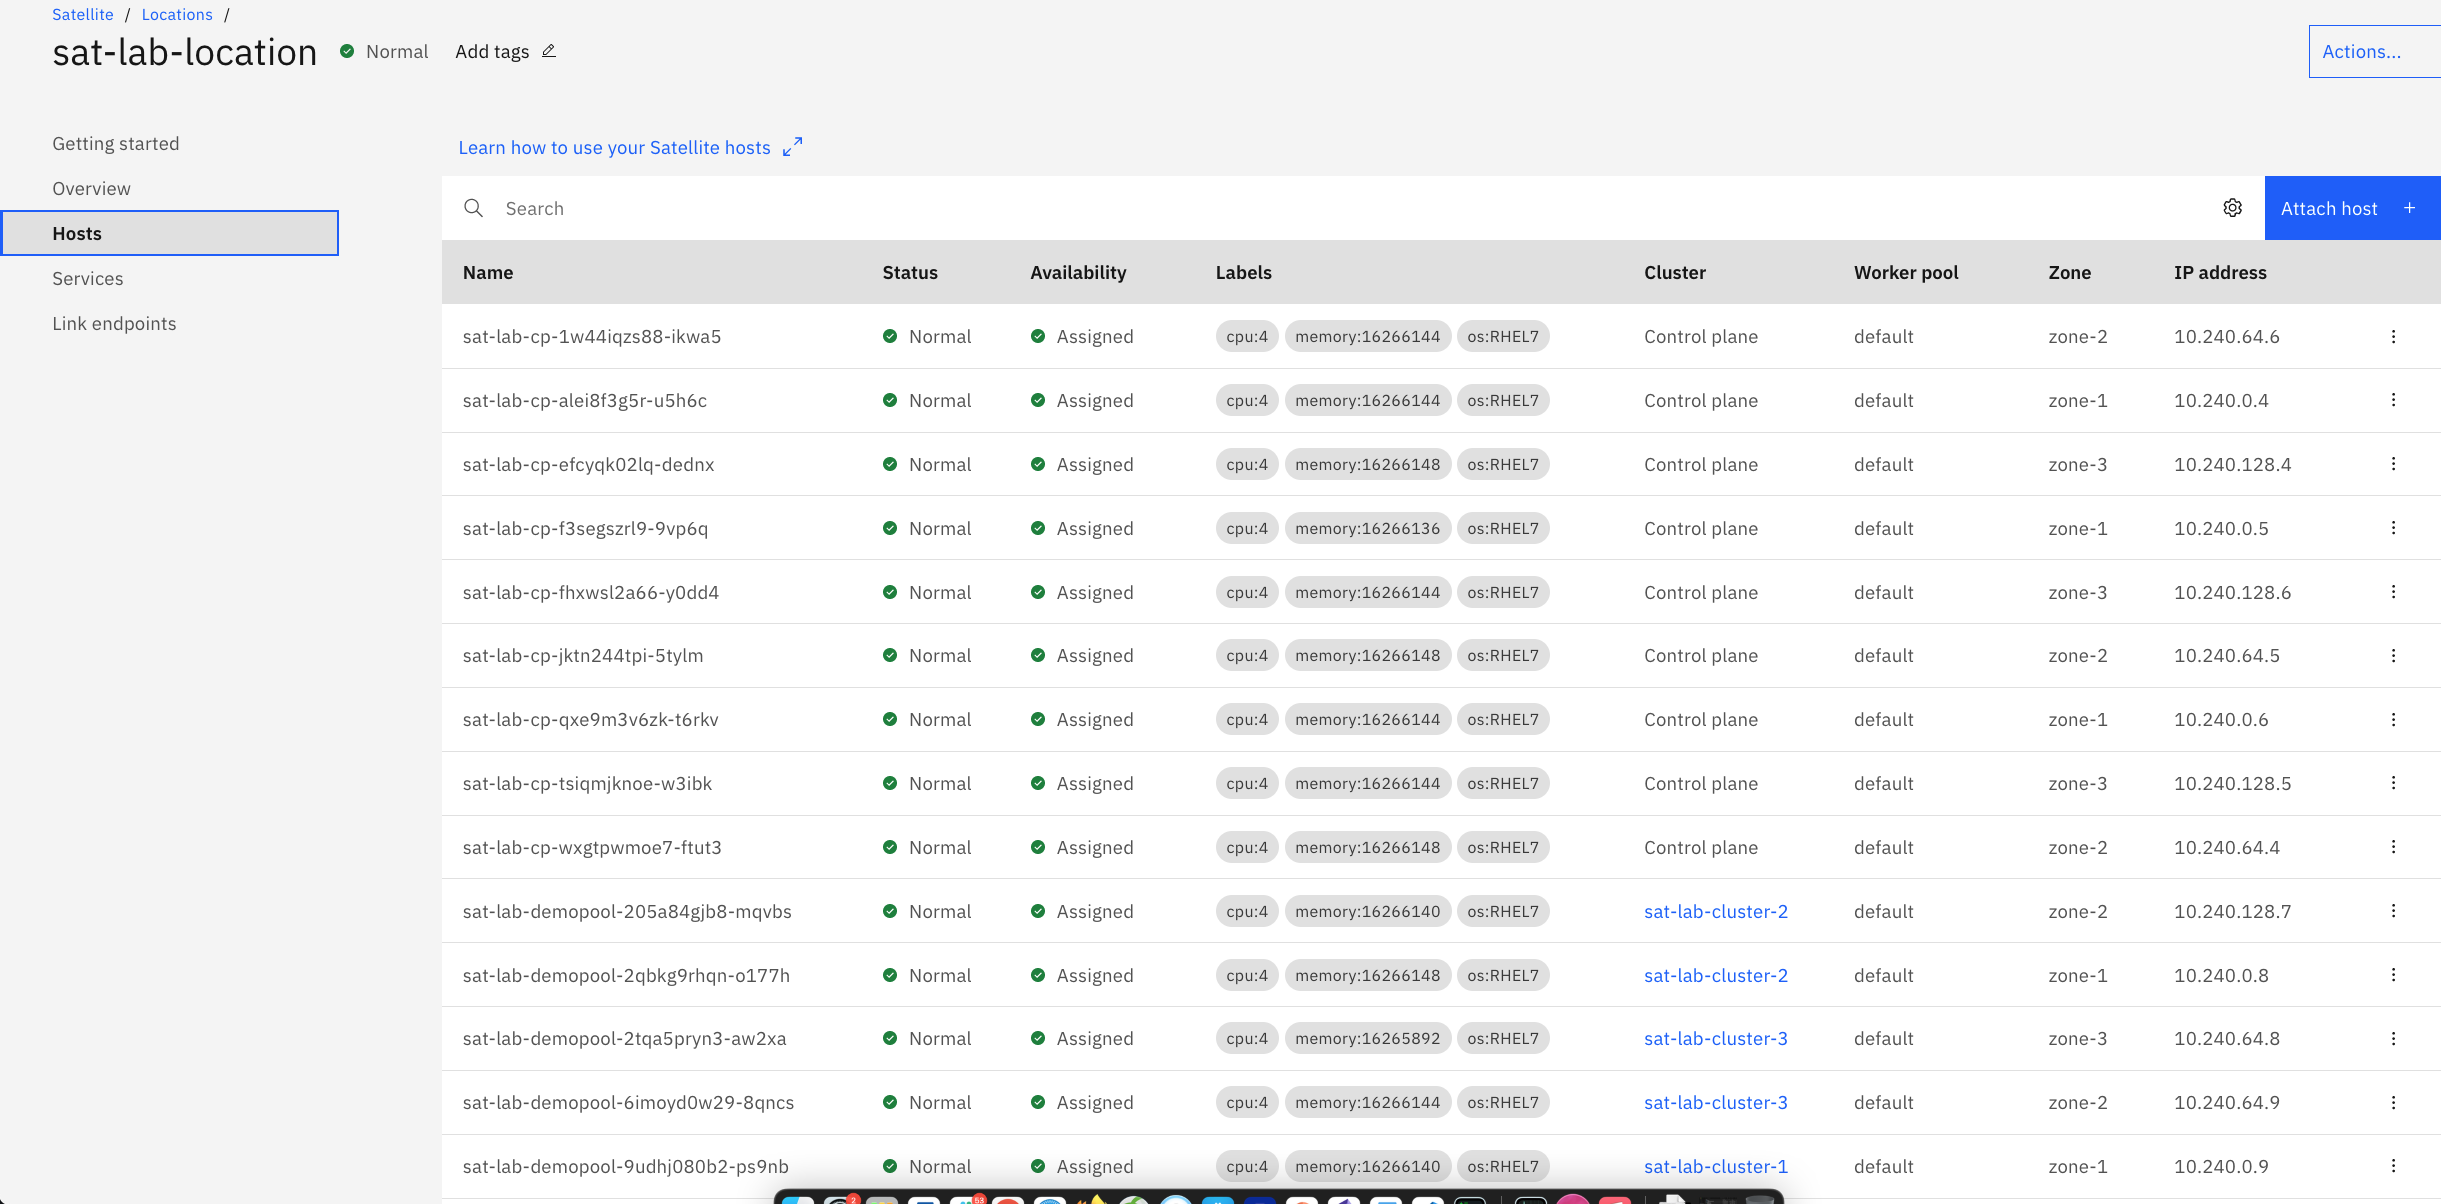 Satellite / Locations /
sat-lab-location Normal Add tags
Actions...
Getting started
Overview
Hosts
Services
Link endpoints
Learn how to use your Satellite hosts
Search
Attach host +
Name Status Availability Labels Cluster Worker pool Zone IP address
sat-lab-cp-1w44iqzs88-ikwa5 Normal Assigned cpu:4 memory:16266144 os:RHEL7 Control plane default zone-2 10.240.64.6
sat-lab-cp-alei8f3g5r-u5h6c Normal Assigned cpu:4 memory:16266144 os:RHEL7 Control plane default zone-1 10.240.0.4
sat-lab-cp-efcyqk02lq-dednx Normal Assigned cpu:4 memory:16266148 os:RHEL7 Control plane default zone-3 10.240.128.4
sat-lab-cp-f3segszrl9-9vp6q Normal Assigned cpu:4 memory:16266136 os:RHEL7 Control plane default zone-1 10.240.0.5
sat-lab-cp-fhxwsl2a66-y0dd4 Normal Assigned cpu:4 memory:16266144 os:RHEL7 Control plane default zone-3 10.240.128.6
sat-lab-cp-jktn244tpi-5tylm Normal Assigned cpu:4 memory:16266148 os:RHEL7 Control plane default zone-2 10.240.64.5
sat-lab-cp-qxe9m3v6zk-t6rkv Normal Assigned cpu:4 memory:16266144 os:RHEL7 Control plane default zone-1 10.240.0.6
sat-lab-cp-tsiqmjknoe-w3ibk Normal Assigned cpu:4 memory:16266144 os:RHEL7 Control plane default zone-3 10.240.128.5
sat-lab-cp-wxgtpwmoe7-ftut3 Normal Assigned cpu:4 memory:16266148 os:RHEL7 Control plane default zone-2 10.240.64.4
sat-lab-demopool-205a84gjb8-mqvbs Normal Assigned cpu:4 memory:16266140 os:RHEL7 sat-lab-cluster-2 default zone-2 10.240.128.7
sat-lab-demopool-2qbkg9rhqn-o177h Normal Assigned cpu:4 memory:16266148 os:RHEL7 sat-lab-cluster-2 default zone-1 10.240.0.8
sat-lab-demopool-2tqa5pryn3-aw2xa Normal Assigned cpu:4 memory:16265892 os:RHEL7 sat-lab-cluster-3 default zone-3 10.240.64.8
sat-lab-demopool-6imoyd0w29-8qncs Normal Assigned cpu:4 memory:16266144 os:RHEL7 sat-lab-cluster-3 default zone-2 10.240.64.9
sat-lab-demopool-9udhj080b2-ps9nb Normal Assigned cpu:4 memory:16266140 os:RHEL7 sat-lab-cluster-1 default zone-1 10.240.0.9
2 53